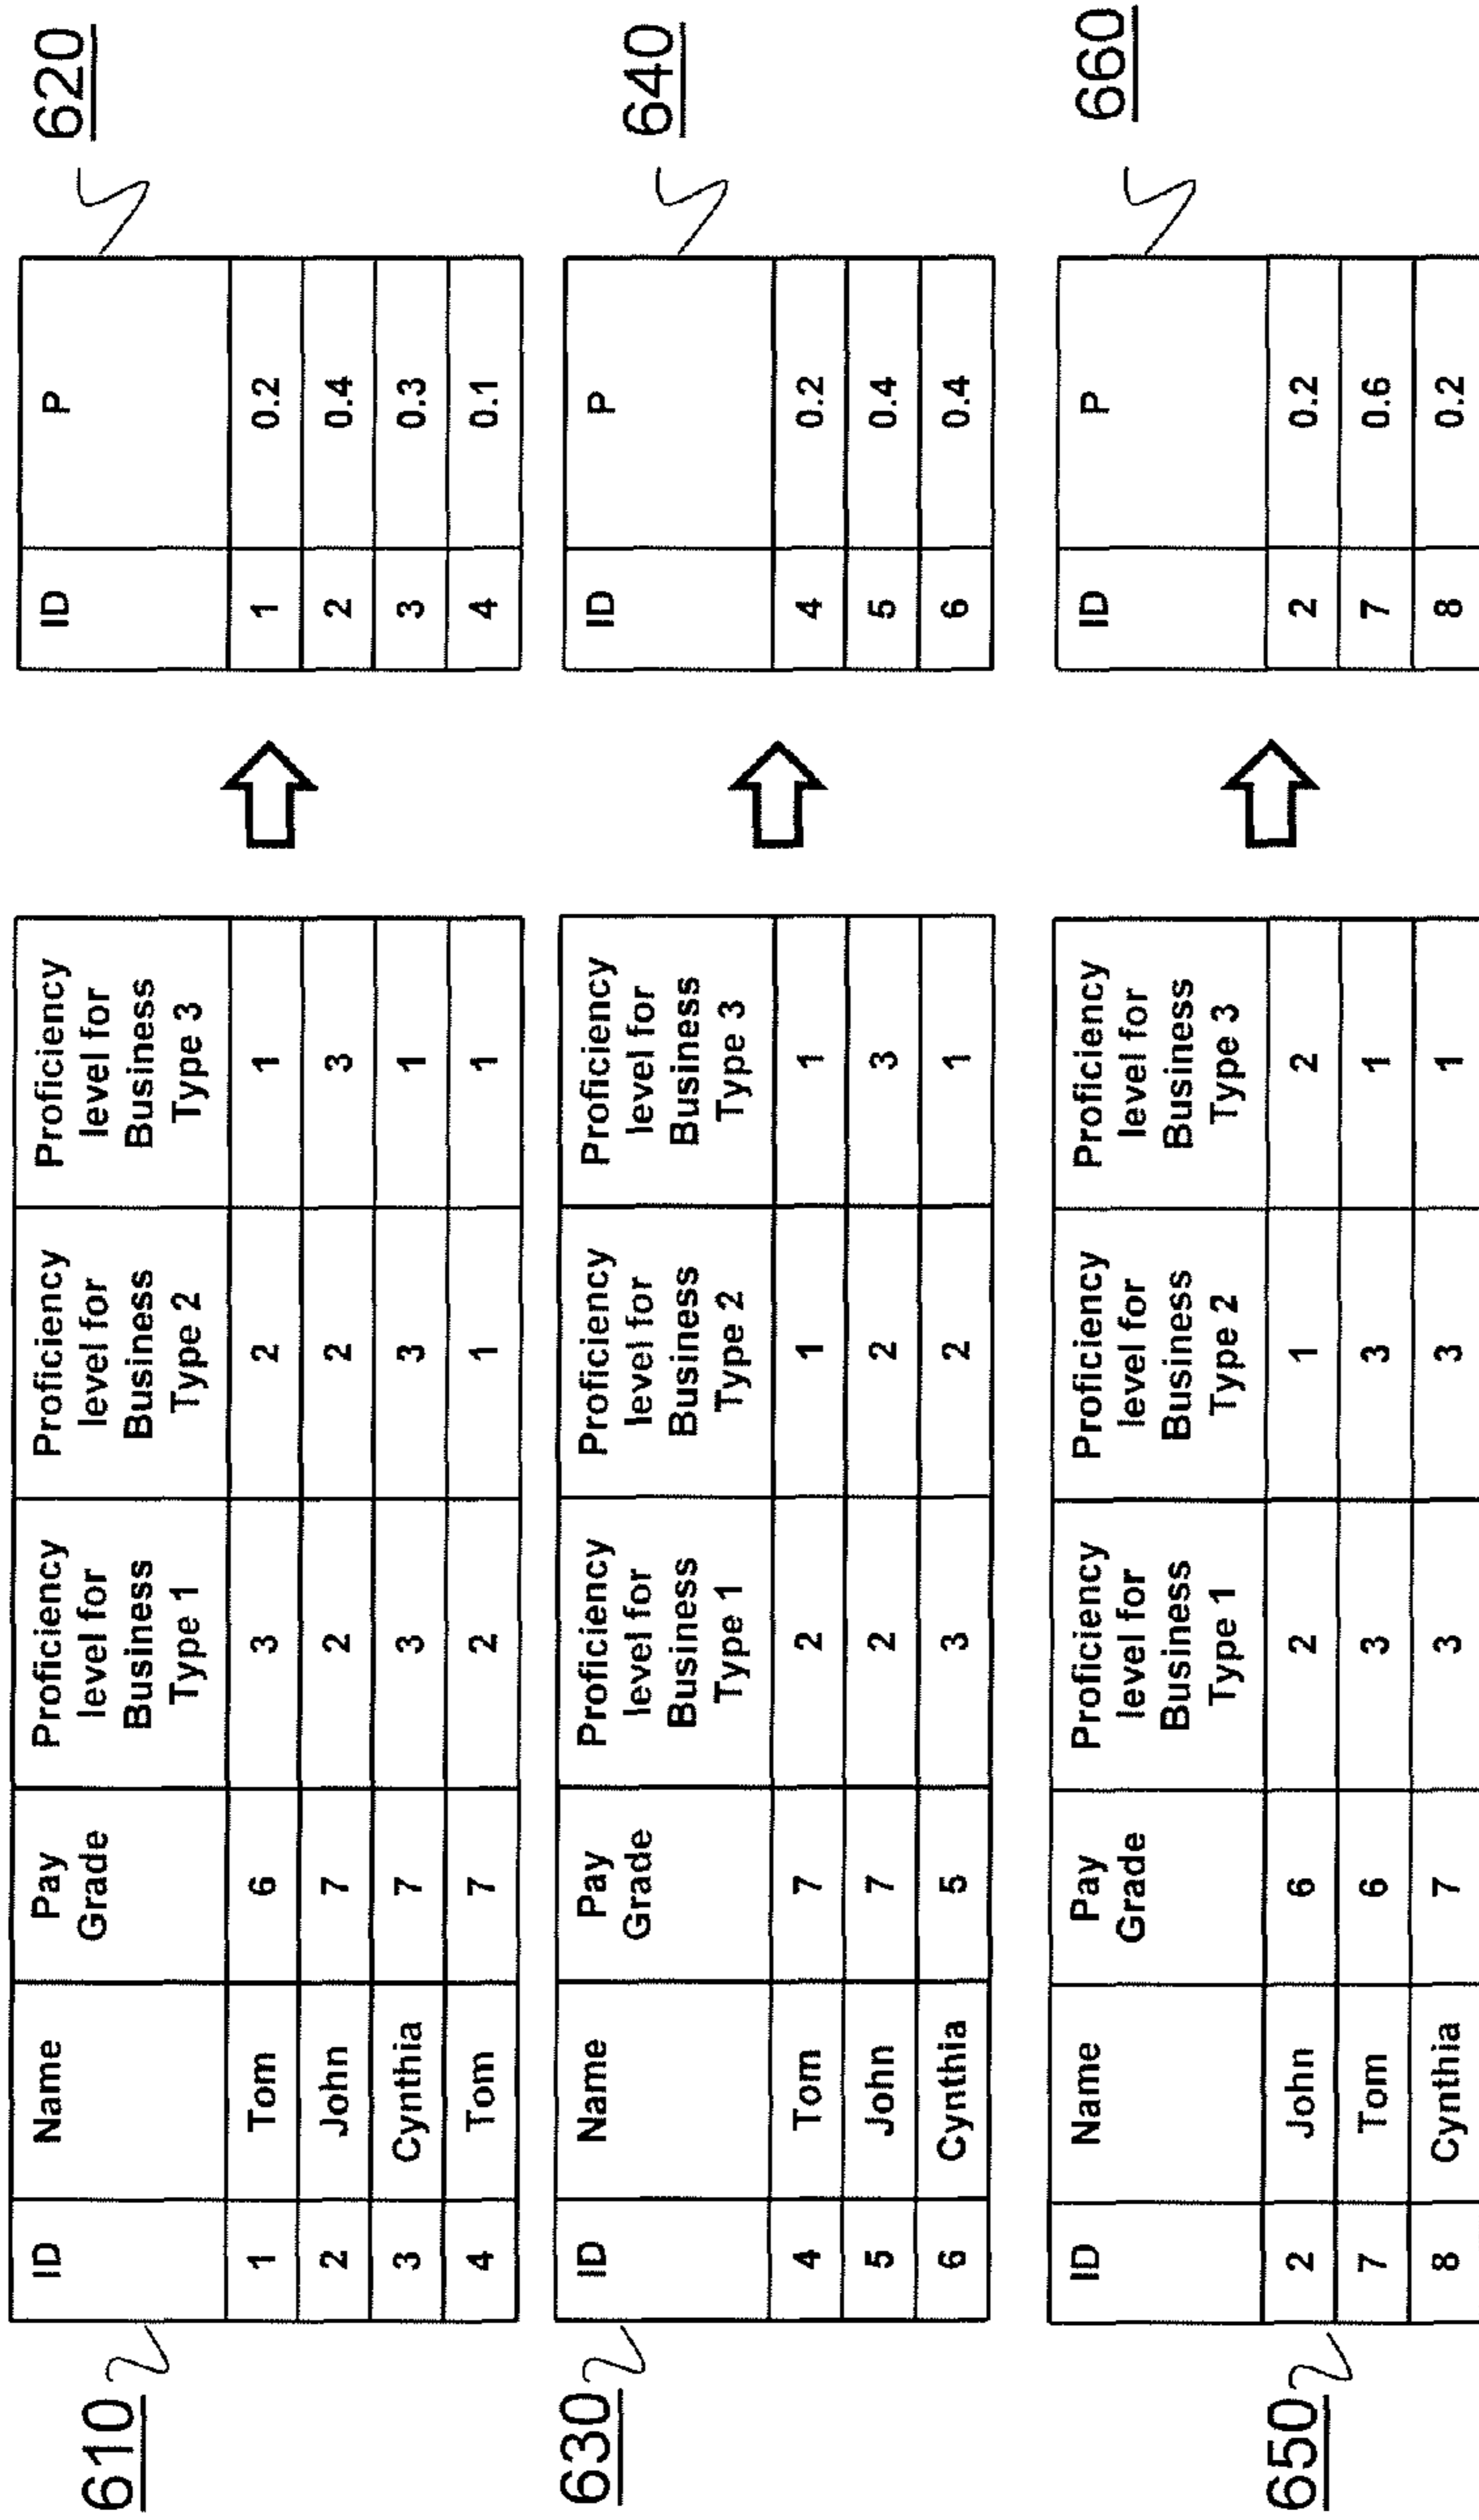 610
ID Name Pay Grade Proficiency level for Business Type 1 Proficiency level for Business Type 2 Proficiency level for Business Type 3
1 Tom 6 3 2 1
2 John 7 2 2 3
3 Cynthia 7 3 3 1
4 Tom 7 2 1 1
620
ID P
1 0.2
2 0.4
3 0.3
4 0.1
630
ID Name Pay Grade Proficiency level for Business Type 1 Proficiency level for Business Type 2 Proficiency level for Business Type 3
4 Tom 7 2 1 1
5 John 7 2 2 3
6 Cynthia 5 3 2 1
640
ID P
4 0.2
5 0.4
6 0.4
650
ID Name Pay Grade Proficiency level for Business Type 1 Proficiency level for Business Type 2 Proficiency level for Business Type 3
2 John 6 2 1 2
7 Tom 6 3 3 1
8 Cynthia 7 3 3 1
660
ID P
2 0.2
7 0.6
8 0.2